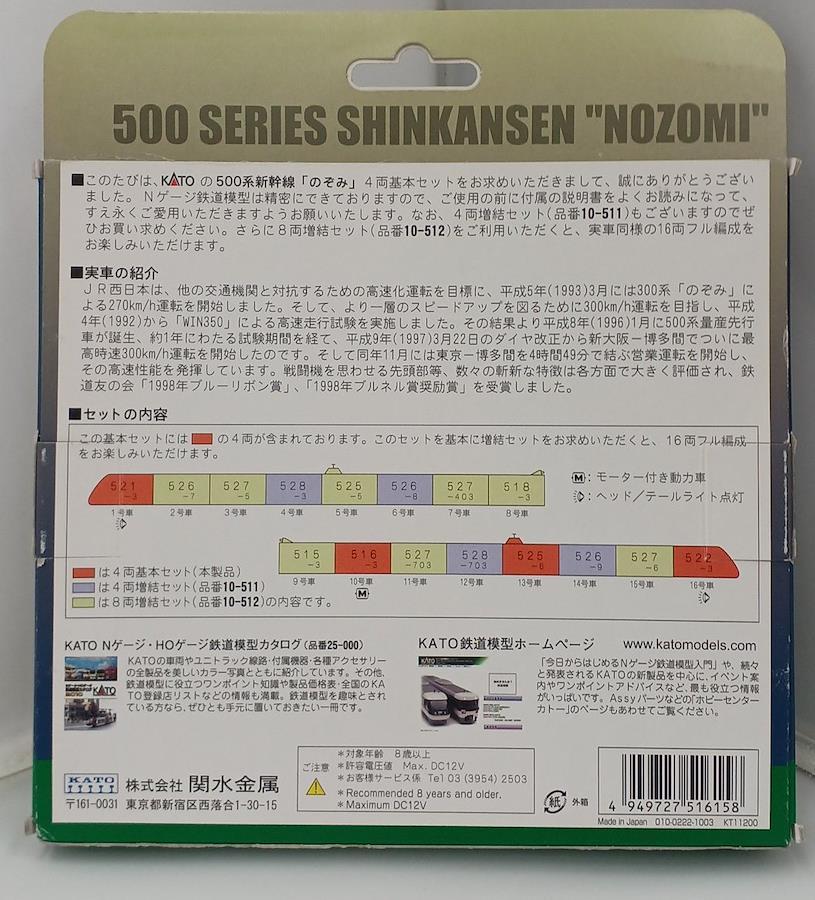 500 SERIES SHINKANSEN "NOZOMI"
■このたびは、KATO の500系新幹線「のぞみ」4両基本セットをお求めいただきまして、誠にありがとうござい
ました。Nゲージ鉄道模型は精密にできておりますので、ご使用の前に付属の説明書をよくお読みになって、
すえ永くご愛用いただきますようお願いいたします。なお、4両増結セット(品番10-511)もございますのでぜ
ひお買い求めください。さらに8両増結セット(品番10-512)をご利用いただくと、実車同様の16両フル編成を
お楽しみいただけます。
■実車の紹介
JR西日本は、他の交通機関と対抗するための高速化運転を目標に、平成5年(1993)3月には300系「のぞみ」に
よる270km/h運転を開始しました。そして、より一層のスピードアップを図るために300km/h運転を目指し、平成
4年(1992)から「WIN350」による高速走行試験を実施しました。その結果より平成8年(1996)1月に500系量産先行
車が誕生、約1年にわたる試験期間を経て、平成9年(1997)3月22日のダイヤ改正から新大阪ー博多間でついに最
高時速300km/h運転を開始したのです。そして同年11月には東京ー博多間を4時間49分で結ぶ営業運転を開始し、
その高速性能を発揮しています。戦闘機を思わせる先頭部等、数々の斬新な特徴は各方面で大きく評価され、鉄
道友の会「1998年ブルーリボン賞」、「1998年ブルネル賞奨励賞」を受賞しました。
■セットの内容
この基本セットには の4両が含まれております。このセットを基本に増結セットをお求めいただくと、16両フル編成
をお楽しみいただけます。
521-3 526-7 527-5 528-3 525-5 526-8 527-403 518-3
1号車 2号車 3号車 4号車 5号車 6号車 7号車 8号車
M:モーター付き動力車
:ヘッド/テールライト点灯
515-3 516-3 527-703 528-703 525-6 526-9 527-6 522-3
9号車 10号車 11号車 12号車 13号車 14号車 15号車 16号車
M
は4両基本セット(本製品)
は4両増結セット(品番10-511)
は8両増結セット(品番10-512)の内容です。
KATO Nゲージ・HOゲージ鉄道模型カタログ(品番25-000)
KATOの車両やユニトラック線路・付属機器・各種アクセサリー
の全製品を美しいカラー写真とともに紹介しています。その他、
鉄道模型に役立つワンポイント知識や製品価格表・全国のKA
TO登録店リストなどの情報も満載。鉄道模型を趣味とされ
ている方なら、ぜひとも手元に置いておきたい一冊です。
KATO
KATO鉄道模型ホームページ www.katomodels.com
「今日からはじめるNゲージ鉄道模型入門」や、続々
と発表されるKATOの新製品を中心に、イベント案
内やワンポイントアドバイスなど、最も役立つ情報
がいっぱいです。Assyパーツなどの「ホビーセンター
カトー」のページもあわせてご覧ください。
KATO
KATO 株式会社 関水金属
〒161-0031 東京都新宿区西落合1-30-15
ご注意
*対象年齢 8歳以上
*許容電圧値 Max. DC12V
*お客様サービス係 Tel 03 (3954) 2503
*Recommended 8 years and older.
*Maximum DC12V
紙 外箱
4 949727 516158
Made in Japan 010-0222-1003 KT11200